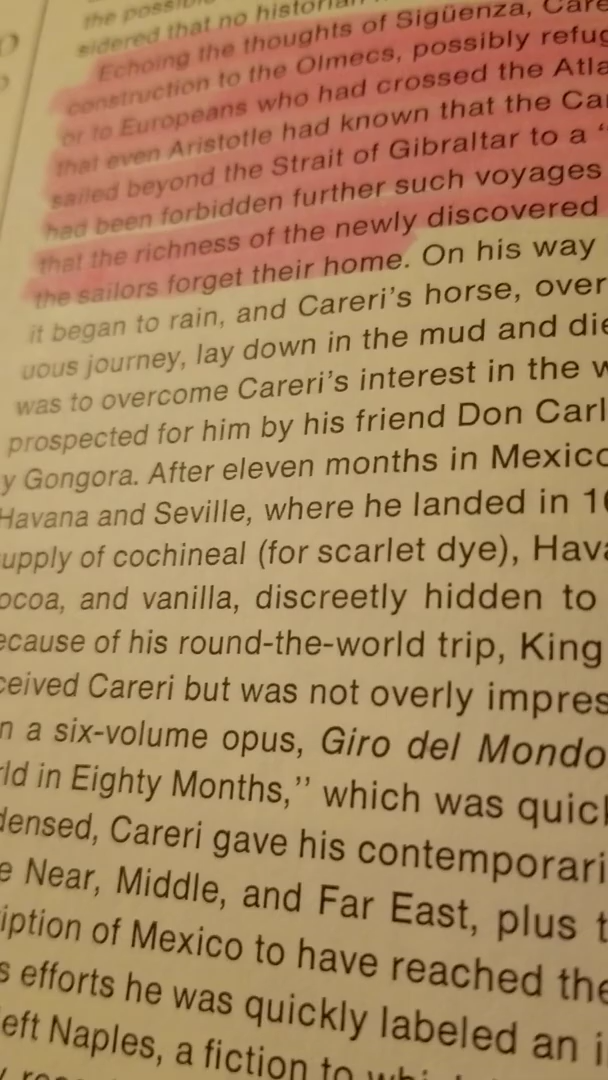 the possibl
sidered that no historian
Echoing the thoughts of Sigüenza, Care
construction to the Olmecs, possibly refug
or to Europeans who had crossed the Atla
that even Aristotle had known that the Ca
sailed beyond the Strait of Gibraltar to a “
had been forbidden further such voyages
that the richness of the newly discovered
the sailors forget their home. On his way
it began to rain, and Careri’s horse, over
uous journey, lay down in the mud and die
was to overcome Careri’s interest in the w
prospected for him by his friend Don Carl
y Gongora. After eleven months in Mexico
Havana and Seville, where he landed in 16
upply of cochineal (for scarlet dye), Hava
ocoa, and vanilla, discreetly hidden to
ecause of his round-the-world trip, King
ceived Careri but was not overly impres
n a six-volume opus, Giro del Mondo
rld in Eighty Months,” which was quick
densed, Careri gave his contemporari
e Near, Middle, and Far East, plus t
iption of Mexico to have reached the
s efforts he was quickly labeled an i
left Naples, a fiction to